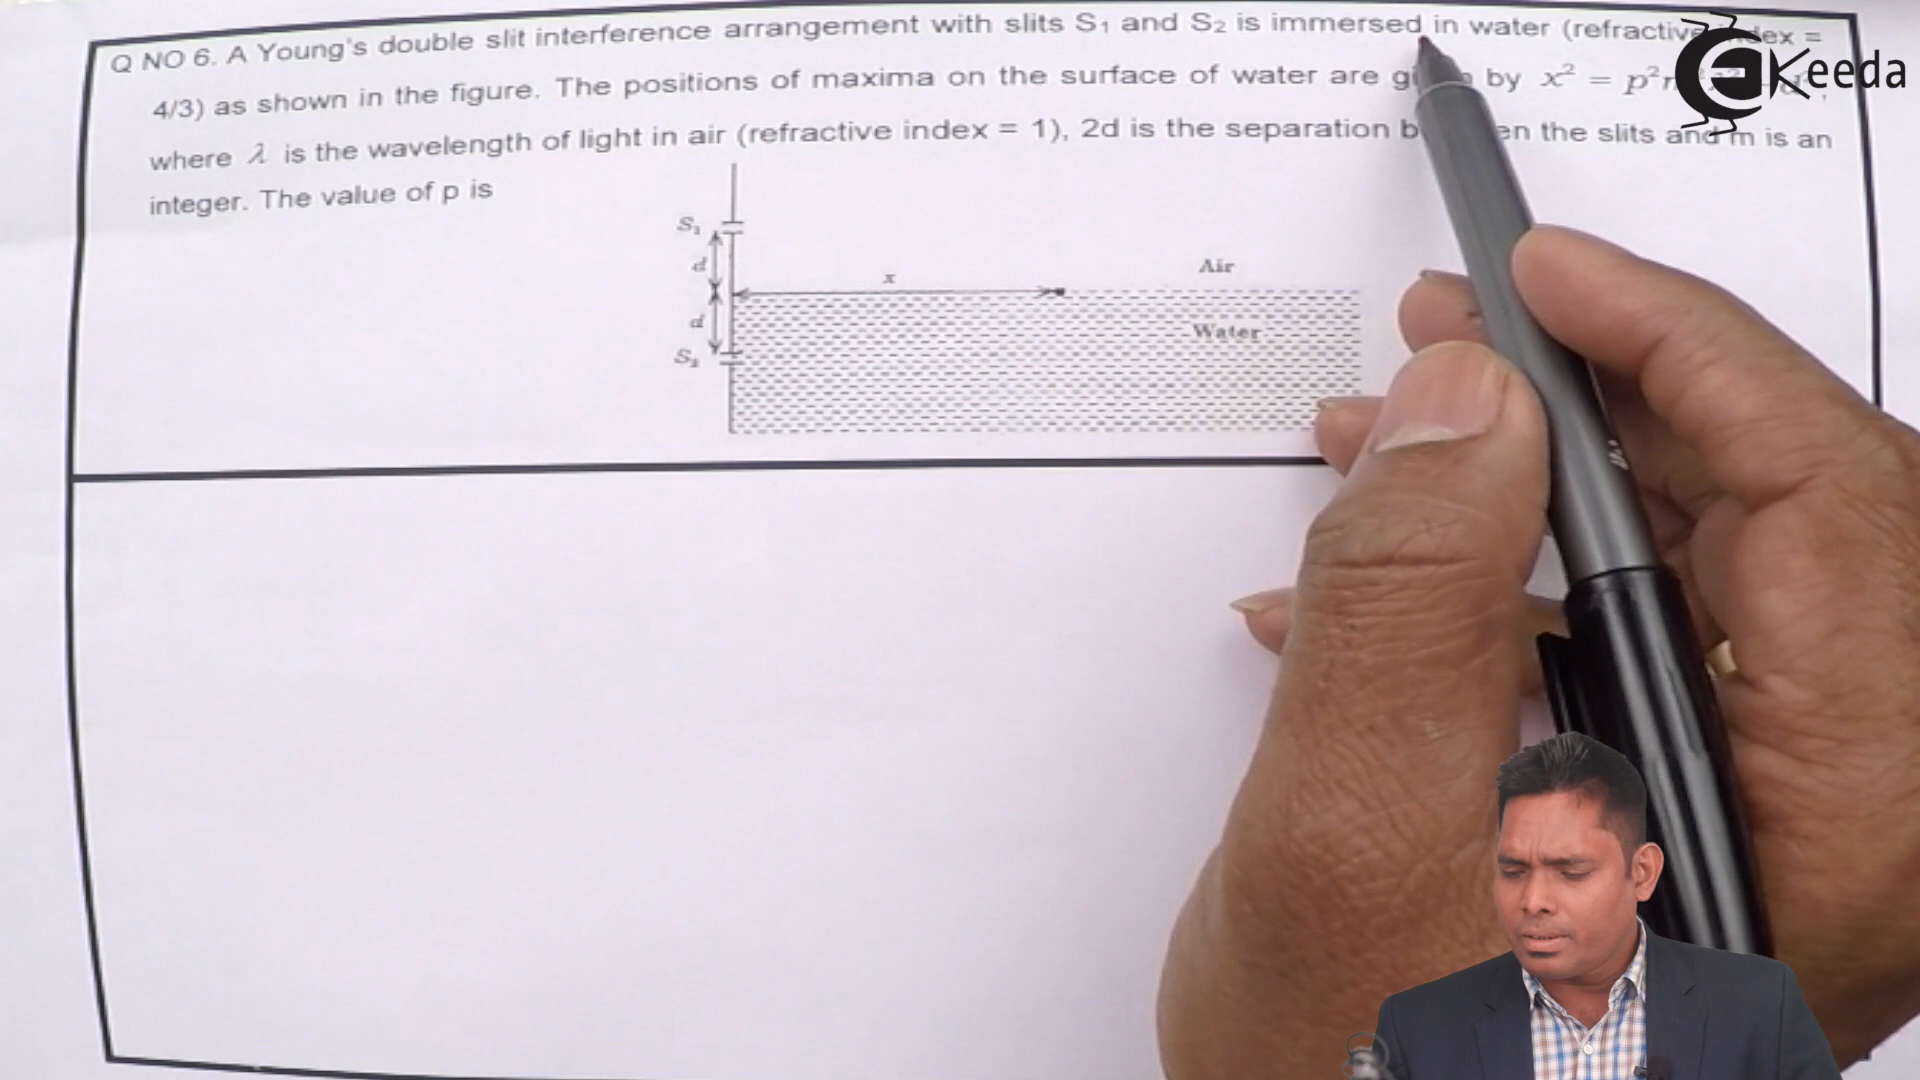 Q NO 6. A Young's double slit interference arrangement with slits S₁ and S₂ is immersed in water (refractive =
4/3) as shown in the figure. The positions of maxima on the surface of water are by x² =
where λ is the wavelength of light in air (refractive index = 1), 2d is the separation the slits and m is an
integer. The value of p is
S₁
d
x
Air
d
Water
S₂
Keeda